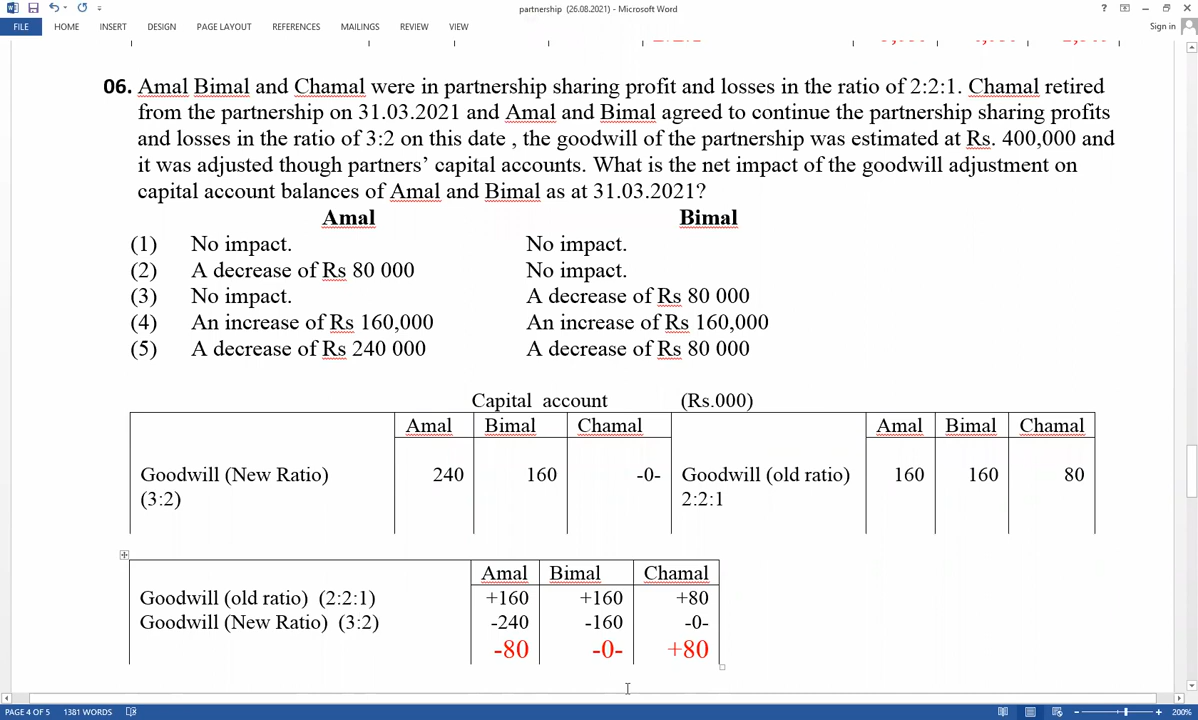 partnership (26.08.2021) - Microsoft Word
Sign in
FILE HOME INSERT DESIGN PAGE LAYOUT REFERENCES MAILINGS REVIEW VIEW
06. Amal Bimal and Chamal were in partnership sharing profit and losses in the ratio of 2:2:1. Chamal retired
from the partnership on 31.03.2021 and Amal and Bimal agreed to continue the partnership sharing profits
and losses in the ratio of 3:2 on this date , the goodwill of the partnership was estimated at Rs. 400,000 and
it was adjusted though partners’ capital accounts. What is the net impact of the goodwill adjustment on
capital account balances of Amal and Bimal as at 31.03.2021?
Amal Bimal
(1) No impact. No impact.
(2) A decrease of Rs 80 000 No impact.
(3) No impact. A decrease of Rs 80 000
(4) An increase of Rs 160,000 An increase of Rs 160,000
(5) A decrease of Rs 240 000 A decrease of Rs 80 000
Capital account (Rs.000)
Amal Bimal Chamal Amal Bimal Chamal
Goodwill (New Ratio) 240 160 -0- Goodwill (old ratio) 160 160 80
(3:2) 2:2:1
Amal Bimal Chamal
Goodwill (old ratio) (2:2:1) +160 +160 +80
Goodwill (New Ratio) (3:2) -240 -160 -0-
-80 -0- +80
PAGE 4 OF 5 1381 WORDS 200%